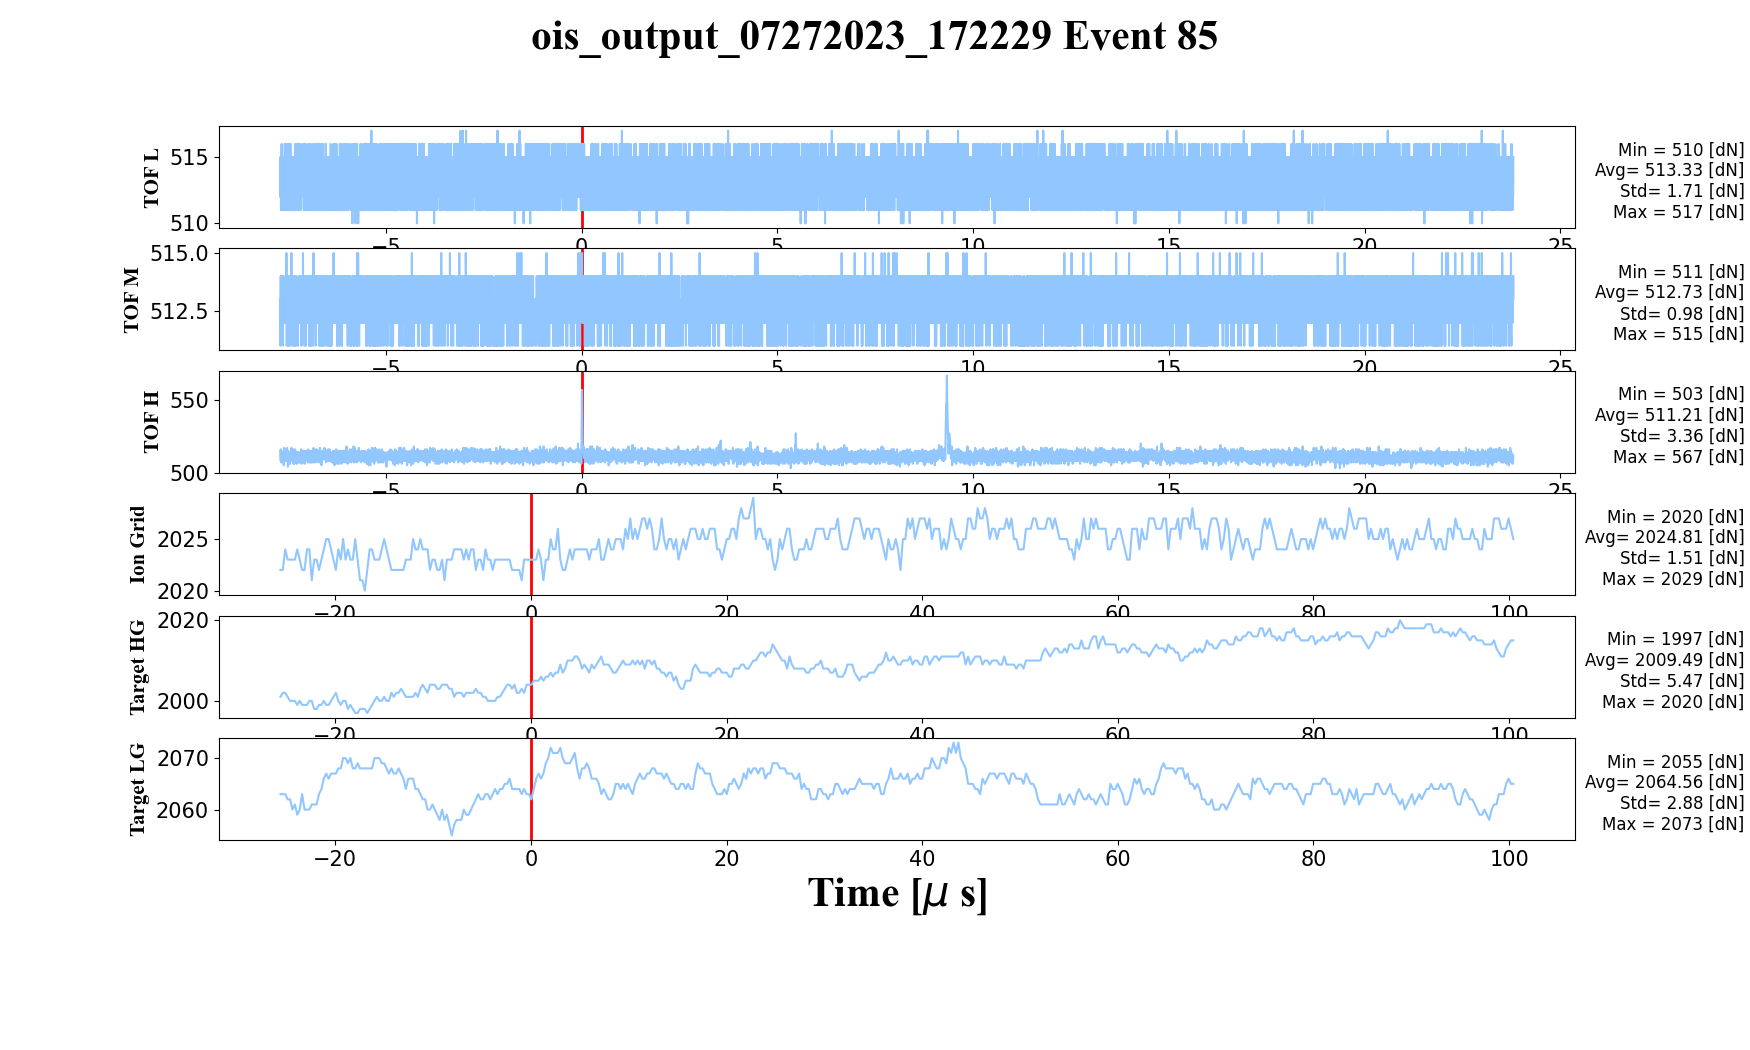 ois_output_07272023_172229 Event 85
TOF L
515
510
Min = 510 [dN]
Avg= 513.33 [dN]
Std= 1.71 [dN]
Max = 517 [dN]
−5 0 5 10 15 20 25
TOF M
515.0
512.5
Min = 511 [dN]
Avg= 512.73 [dN]
Std= 0.98 [dN]
Max = 515 [dN]
−5 0 5 10 15 20 25
TOF H
550
500
Min = 503 [dN]
Avg= 511.21 [dN]
Std= 3.36 [dN]
Max = 567 [dN]
−5 0 5 10 15 20 25
Ion Grid
2025
2020
Min = 2020 [dN]
Avg= 2024.81 [dN]
Std= 1.51 [dN]
Max = 2029 [dN]
−20 0 20 40 60 80 100
Target HG
2020
2000
Min = 1997 [dN]
Avg= 2009.49 [dN]
Std= 5.47 [dN]
Max = 2020 [dN]
−20 0 20 40 60 80 100
Target LG
2070
2060
Min = 2055 [dN]
Avg= 2064.56 [dN]
Std= 2.88 [dN]
Max = 2073 [dN]
−20 0 20 40 60 80 100
Time [μ s]